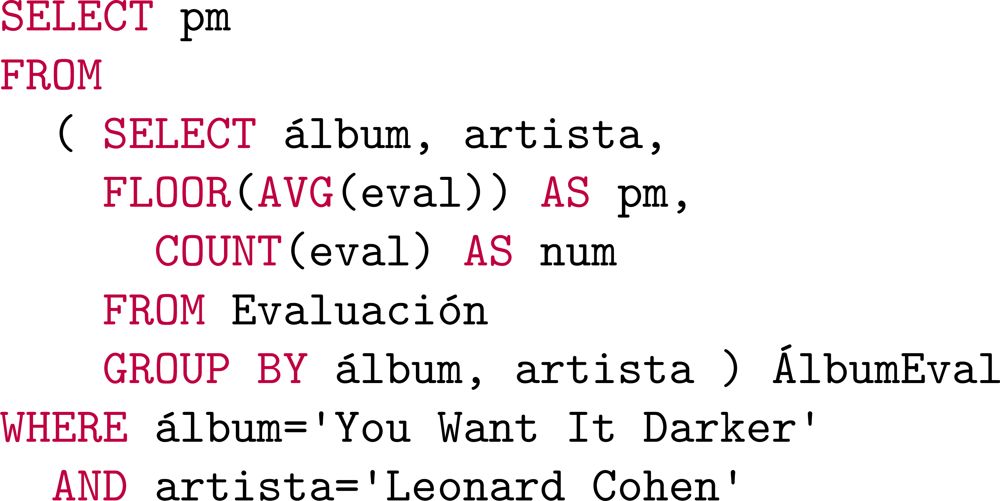 SELECT pm
FROM
( SELECT álbum, artista,
FLOOR(AVG(eval)) AS pm,
COUNT(eval) AS num
FROM Evaluación
GROUP BY álbum, artista ) ÁlbumEval
WHERE álbum='You Want It Darker'
AND artista='Leonard Cohen'